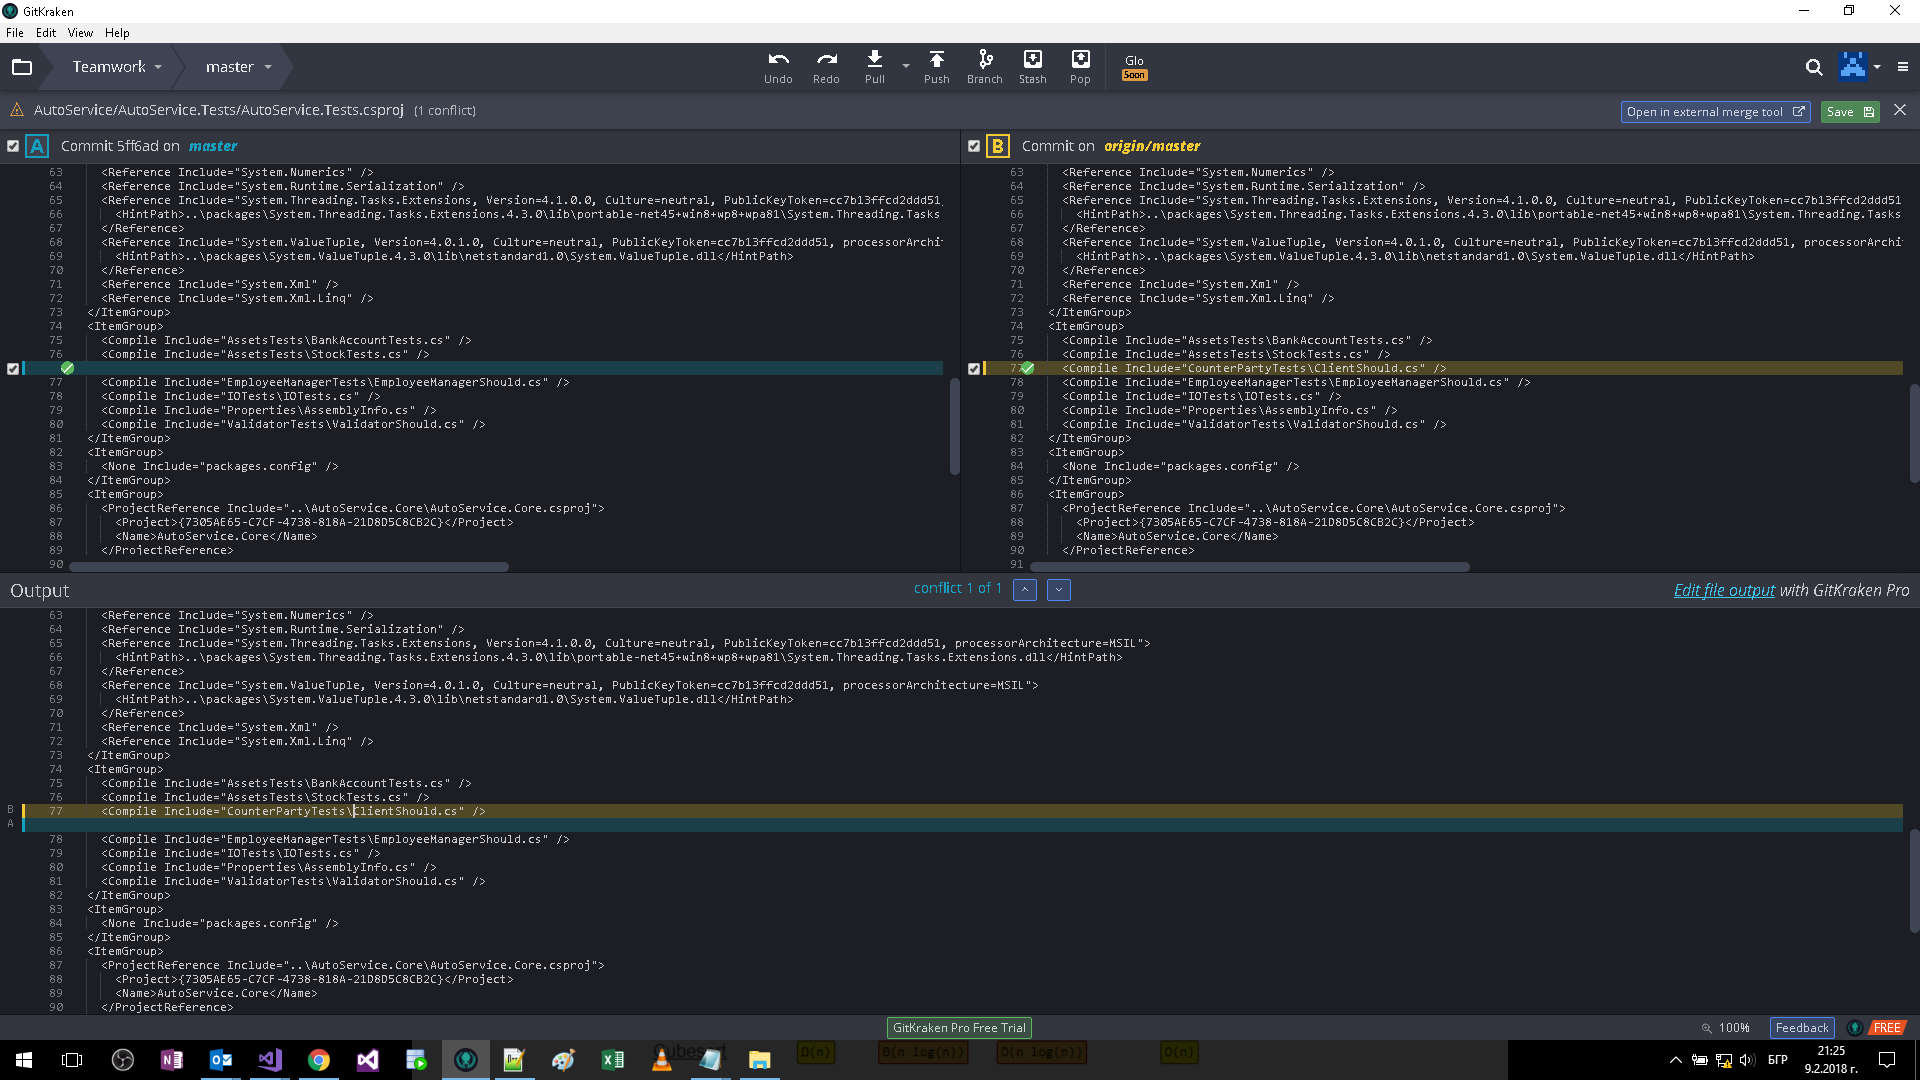 GitKraken
File Edit View Help
Teamwork master Undo Redo Pull Push Branch Stash Pop Glo Soon
AutoService/AutoService.Tests/AutoService.Tests.csproj (1 conflict) Open in external merge tool Save
A Commit 5ff6ad on master
63 <Reference Include="System.Numerics" />
64 <Reference Include="System.Runtime.Serialization" />
65 <Reference Include="System.Threading.Tasks.Extensions, Version=4.1.0.0, Culture=neutral, PublicKeyToken=cc7b13ffcd2ddd51,
66 <HintPath>..\packages\System.Threading.Tasks.Extensions.4.3.0\lib\portable-net45+win8+wp8+wpa81\System.Threading.Tasks
67 </Reference>
68 <Reference Include="System.ValueTuple, Version=4.0.1.0, Culture=neutral, PublicKeyToken=cc7b13ffcd2ddd51, processorArchi
69 <HintPath>..\packages\System.ValueTuple.4.3.0\lib\netstandard1.0\System.ValueTuple.dll</HintPath>
70 </Reference>
71 <Reference Include="System.Xml" />
72 <Reference Include="System.Xml.Linq" />
73 </ItemGroup>
74 <ItemGroup>
75 <Compile Include="AssetsTests\BankAccountTests.cs" />
76 <Compile Include="AssetsTests\StockTests.cs" />
77 <Compile Include="EmployeeManagerTests\EmployeeManagerShould.cs" />
78 <Compile Include="IOTests\IOTests.cs" />
79 <Compile Include="Properties\AssemblyInfo.cs" />
80 <Compile Include="ValidatorTests\ValidatorShould.cs" />
81 </ItemGroup>
82 <ItemGroup>
83 <None Include="packages.config" />
84 </ItemGroup>
85 <ItemGroup>
86 <ProjectReference Include="..\AutoService.Core\AutoService.Core.csproj">
87 <Project>{7305AE65-C7CF-4738-818A-21D8D5C8CB2C}</Project>
88 <Name>AutoService.Core</Name>
89 </ProjectReference>
90
B Commit on origin/master
63 <Reference Include="System.Numerics" />
64 <Reference Include="System.Runtime.Serialization" />
65 <Reference Include="System.Threading.Tasks.Extensions, Version=4.1.0.0, Culture=neutral, PublicKeyToken=cc7b13ffcd2ddd51
66 <HintPath>..\packages\System.Threading.Tasks.Extensions.4.3.0\lib\portable-net45+win8+wp8+wpa81\System.Threading.Tasks
67 </Reference>
68 <Reference Include="System.ValueTuple, Version=4.0.1.0, Culture=neutral, PublicKeyToken=cc7b13ffcd2ddd51, processorArchi
69 <HintPath>..\packages\System.ValueTuple.4.3.0\lib\netstandard1.0\System.ValueTuple.dll</HintPath>
70 </Reference>
71 <Reference Include="System.Xml" />
72 <Reference Include="System.Xml.Linq" />
73 </ItemGroup>
74 <ItemGroup>
75 <Compile Include="AssetsTests\BankAccountTests.cs" />
76 <Compile Include="AssetsTests\StockTests.cs" />
77 <Compile Include="CounterPartyTests\ClientShould.cs" />
78 <Compile Include="EmployeeManagerTests\EmployeeManagerShould.cs" />
79 <Compile Include="IOTests\IOTests.cs" />
80 <Compile Include="Properties\AssemblyInfo.cs" />
81 <Compile Include="ValidatorTests\ValidatorShould.cs" />
82 </ItemGroup>
83 <ItemGroup>
84 <None Include="packages.config" />
85 </ItemGroup>
86 <ItemGroup>
87 <ProjectReference Include="..\AutoService.Core\AutoService.Core.csproj">
88 <Project>{7305AE65-C7CF-4738-818A-21D8D5C8CB2C}</Project>
89 <Name>AutoService.Core</Name>
90 </ProjectReference>
91
Output conflict 1 of 1 Edit file output with GitKraken Pro
63 <Reference Include="System.Numerics" />
64 <Reference Include="System.Runtime.Serialization" />
65 <Reference Include="System.Threading.Tasks.Extensions, Version=4.1.0.0, Culture=neutral, PublicKeyToken=cc7b13ffcd2ddd51, processorArchitecture=MSIL">
66 <HintPath>..\packages\System.Threading.Tasks.Extensions.4.3.0\lib\portable-net45+win8+wp8+wpa81\System.Threading.Tasks.Extensions.dll</HintPath>
67 </Reference>
68 <Reference Include="System.ValueTuple, Version=4.0.1.0, Culture=neutral, PublicKeyToken=cc7b13ffcd2ddd51, processorArchitecture=MSIL">
69 <HintPath>..\packages\System.ValueTuple.4.3.0\lib\netstandard1.0\System.ValueTuple.dll</HintPath>
70 </Reference>
71 <Reference Include="System.Xml" />
72 <Reference Include="System.Xml.Linq" />
73 </ItemGroup>
74 <ItemGroup>
75 <Compile Include="AssetsTests\BankAccountTests.cs" />
76 <Compile Include="AssetsTests\StockTests.cs" />
B 77 <Compile Include="CounterPartyTests\ClientShould.cs" />
A
78 <Compile Include="EmployeeManagerTests\EmployeeManagerShould.cs" />
79 <Compile Include="IOTests\IOTests.cs" />
80 <Compile Include="Properties\AssemblyInfo.cs" />
81 <Compile Include="ValidatorTests\ValidatorShould.cs" />
82 </ItemGroup>
83 <ItemGroup>
84 <None Include="packages.config" />
85 </ItemGroup>
86 <ItemGroup>
87 <ProjectReference Include="..\AutoService.Core\AutoService.Core.csproj">
88 <Project>{7305AE65-C7CF-4738-818A-21D8D5C8CB2C}</Project>
89 <Name>AutoService.Core</Name>
90 </ProjectReference>
GitKraken Pro Free Trial 100% Feedback FREE
Cubesort Ω(n) Θ(n log(n)) O(n log(n)) O(n)
БГР
21:25
9.2.2018 г.